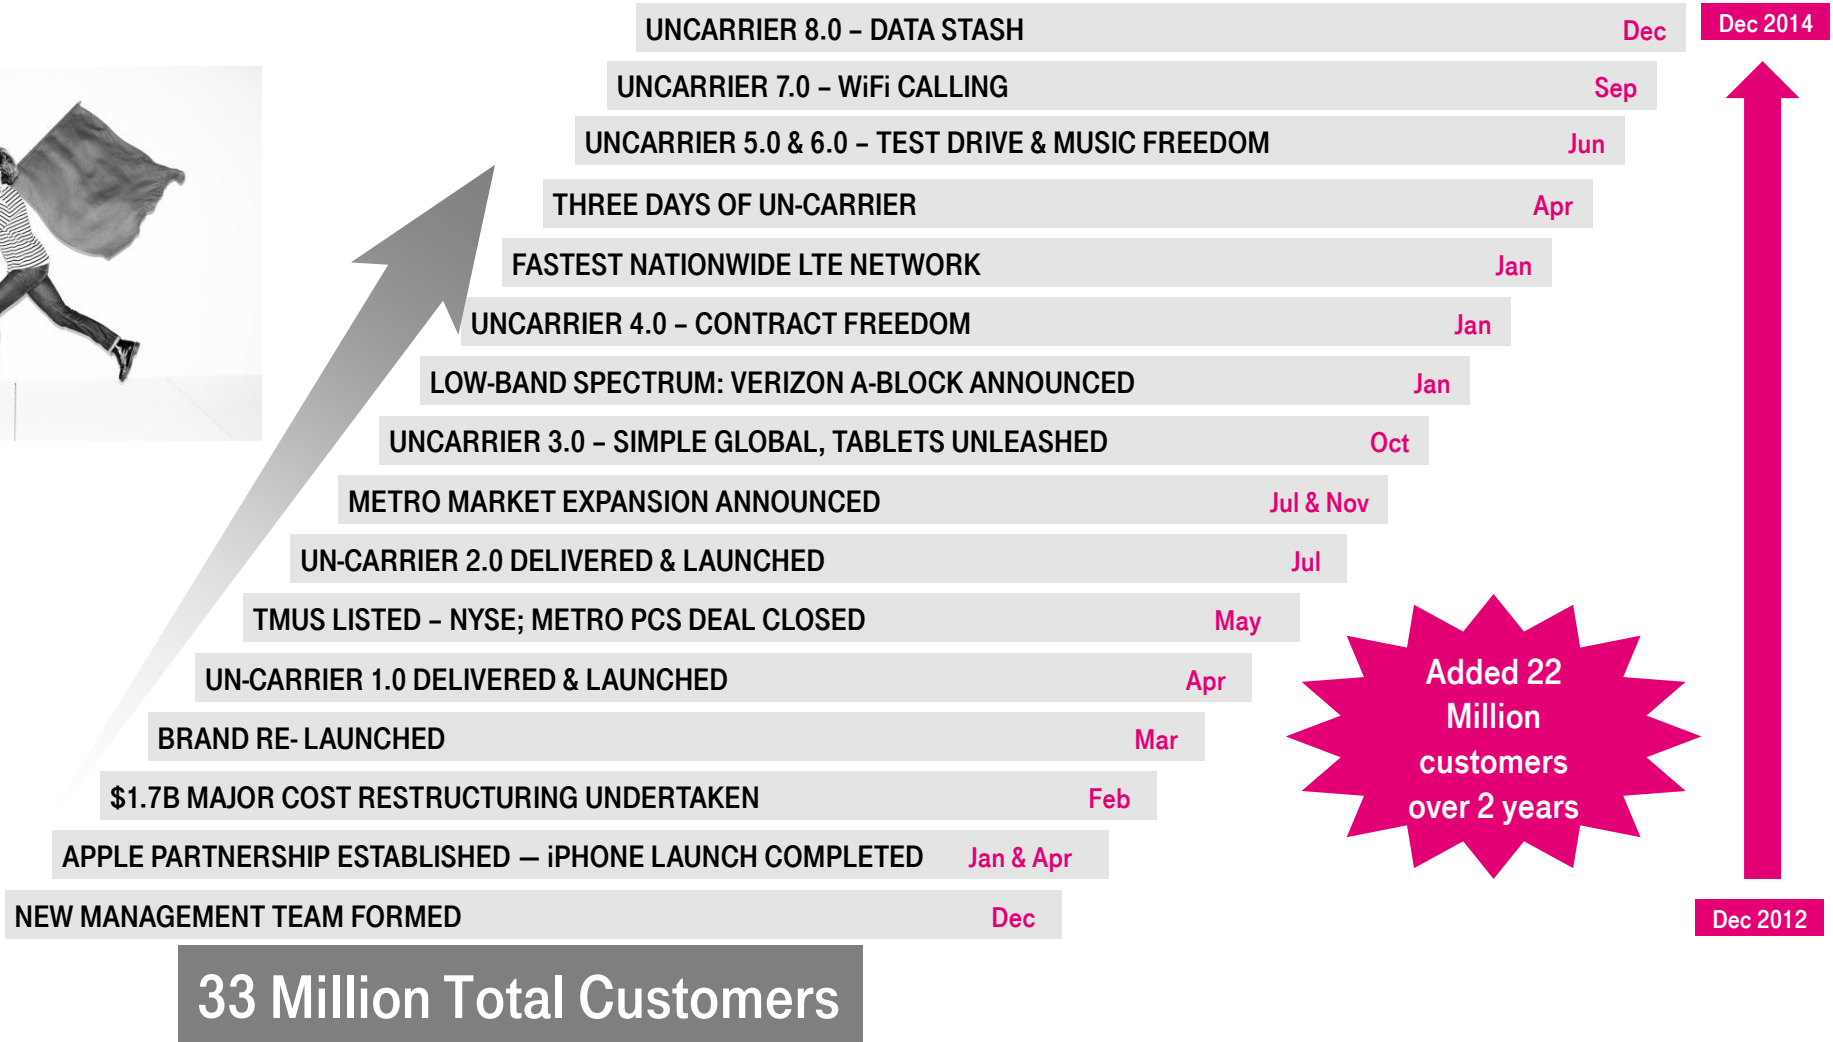 UNCARRIER 8.0 – DATA STASH Dec
Dec 2014
UNCARRIER 7.0 – WiFi CALLING Sep
UNCARRIER 5.0 & 6.0 – TEST DRIVE & MUSIC FREEDOM Jun
THREE DAYS OF UN-CARRIER Apr
FASTEST NATIONWIDE LTE NETWORK Jan
UNCARRIER 4.0 – CONTRACT FREEDOM Jan
LOW-BAND SPECTRUM: VERIZON A-BLOCK ANNOUNCED Jan
UNCARRIER 3.0 – SIMPLE GLOBAL, TABLETS UNLEASHED Oct
METRO MARKET EXPANSION ANNOUNCED Jul & Nov
UN-CARRIER 2.0 DELIVERED & LAUNCHED Jul
TMUS LISTED – NYSE; METRO PCS DEAL CLOSED May
UN-CARRIER 1.0 DELIVERED & LAUNCHED Apr
BRAND RE- LAUNCHED Mar
$1.7B MAJOR COST RESTRUCTURING UNDERTAKEN Feb
APPLE PARTNERSHIP ESTABLISHED — iPHONE LAUNCH COMPLETED Jan & Apr
NEW MANAGEMENT TEAM FORMED Dec
Added 22
Million
customers
over 2 years
Dec 2012
33 Million Total Customers